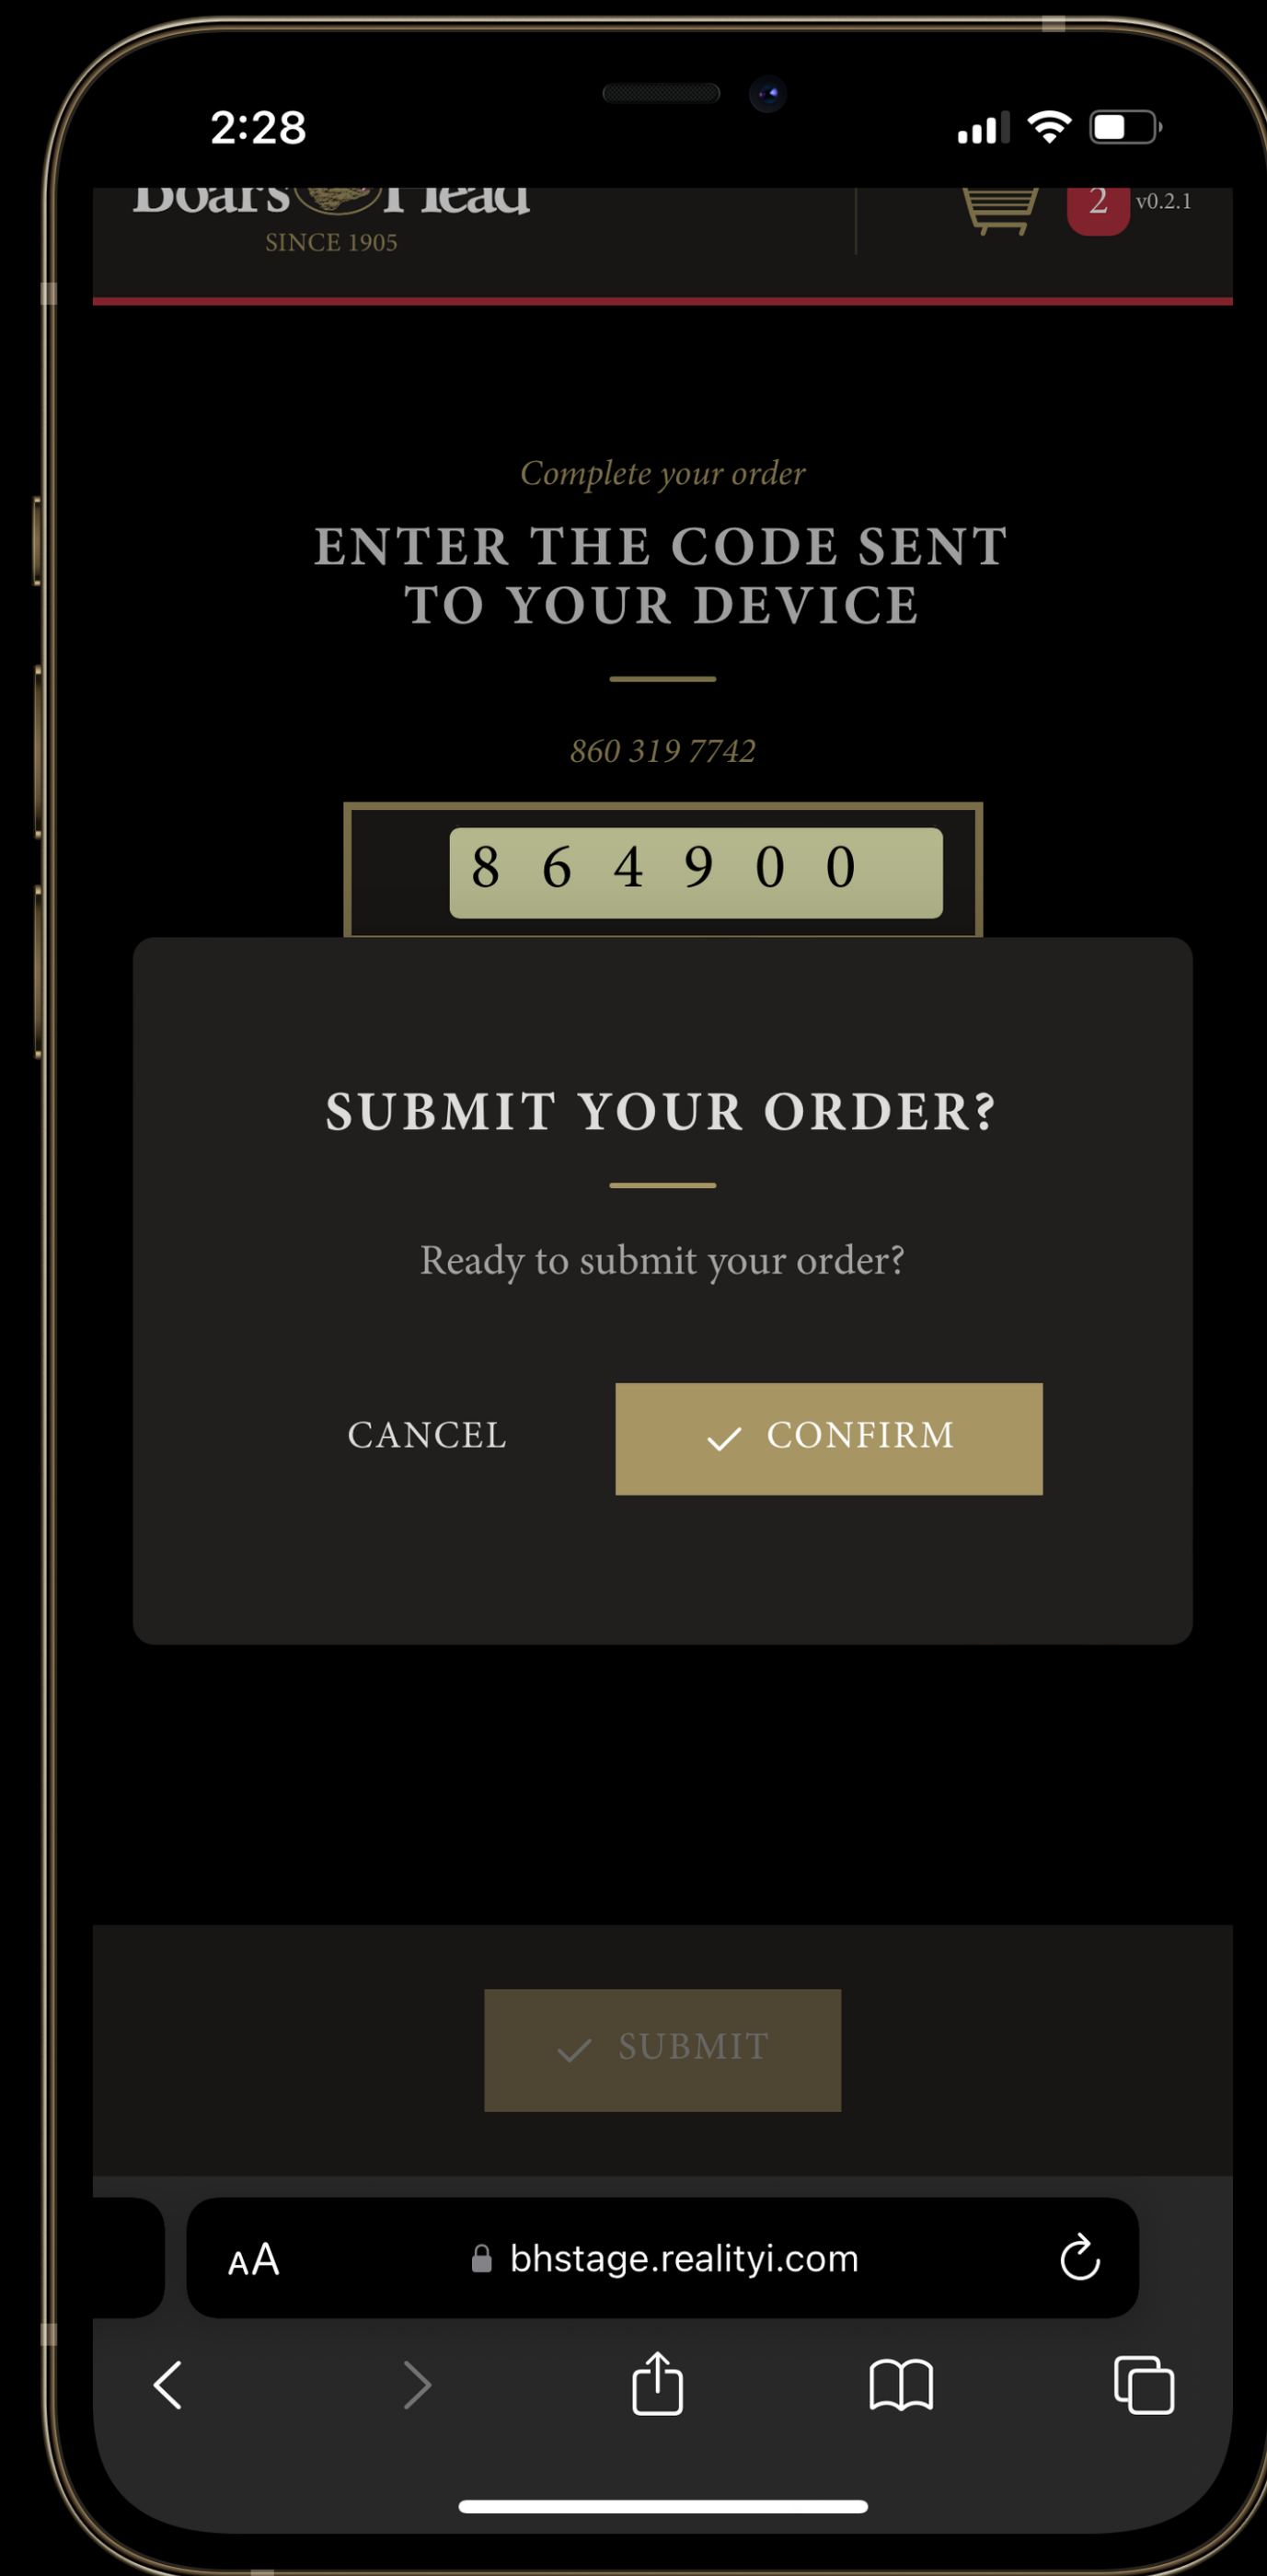 2:28
Boar's Head
2
v0.2.1
SINCE 1905
Complete your order
ENTER THE CODE SENT
TO YOUR DEVICE
860 319 7742
8 6 4 9 0 0
SUBMIT YOUR ORDER?
Ready to submit your order?
CANCEL
CONFIRM
SUBMIT
AA
bhstage.realityi.com